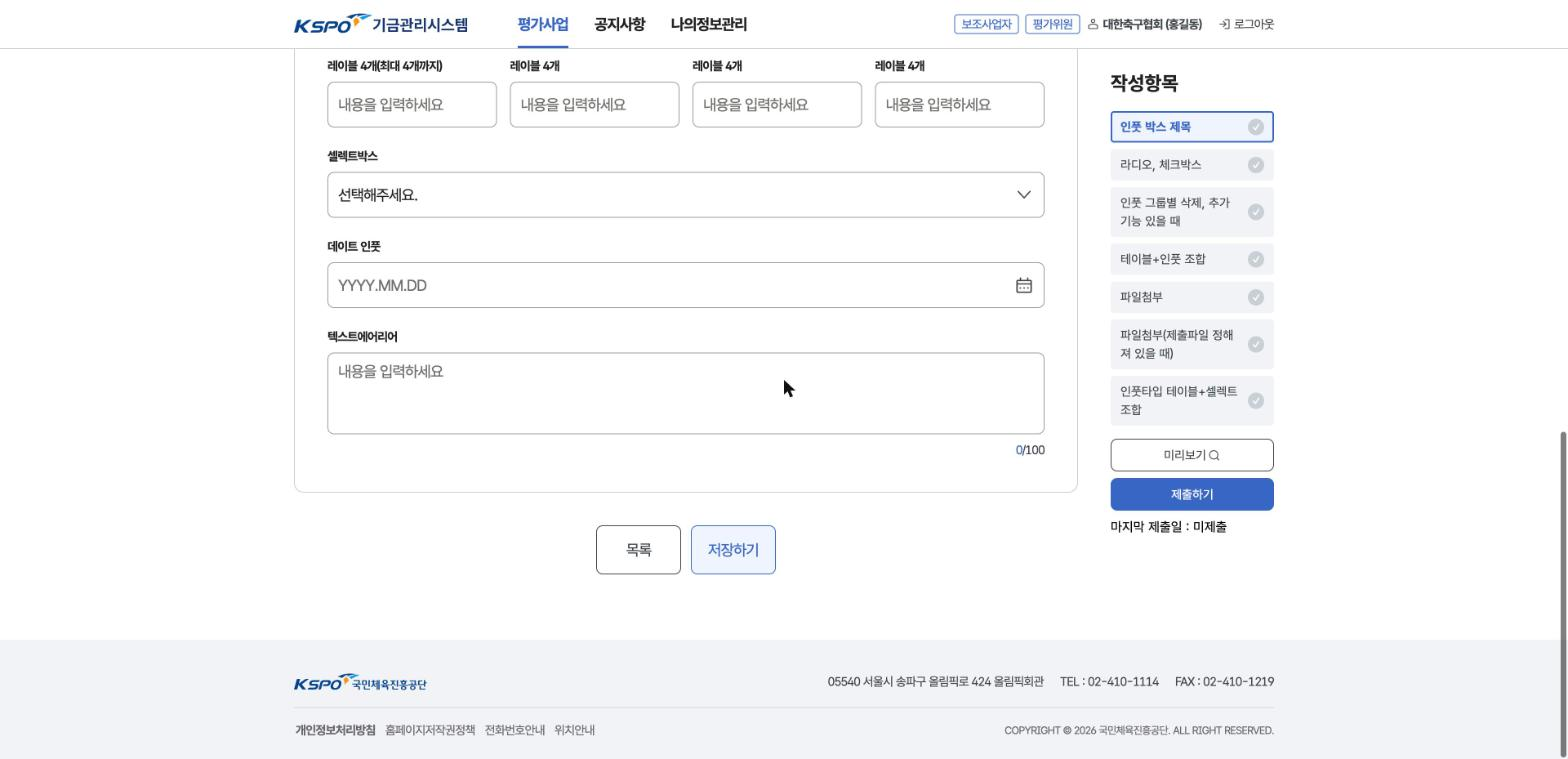 KSPO 기금관리시스템
평가사업 공지사항 나의정보관리
보조사업자 평가위원 대한축구협회 (홍길동) 로그아웃
레이블 4개(최대 4개까지) 레이블 4개 레이블 4개 레이블 4개
내용을 입력하세요 내용을 입력하세요 내용을 입력하세요 내용을 입력하세요
셀렉트박스
선택해주세요.
데이트 인풋
YYYY.MM.DD
텍스트에어리어
내용을 입력하세요
0/100
목록 저장하기
작성항목
인풋 박스 제목
라디오, 체크박스
인풋 그룹별 삭제, 추가
기능 있을 때
테이블+인풋 조합
파일첨부
파일첨부(제출파일 정해
져 있을 때)
인풋타입 테이블+셀렉트
조합
미리보기
제출하기
마지막 제출일 : 미제출
KSPO 국민체육진흥공단
05540 서울시 송파구 올림픽로 424 올림픽회관 TEL : 02-410-1114 FAX : 02-410-1219
개인정보처리방침 홈페이지저작권정책 전화번호안내 위치안내
COPYRIGHT © 2026 국민체육진흥공단. ALL RIGHT RESERVED.